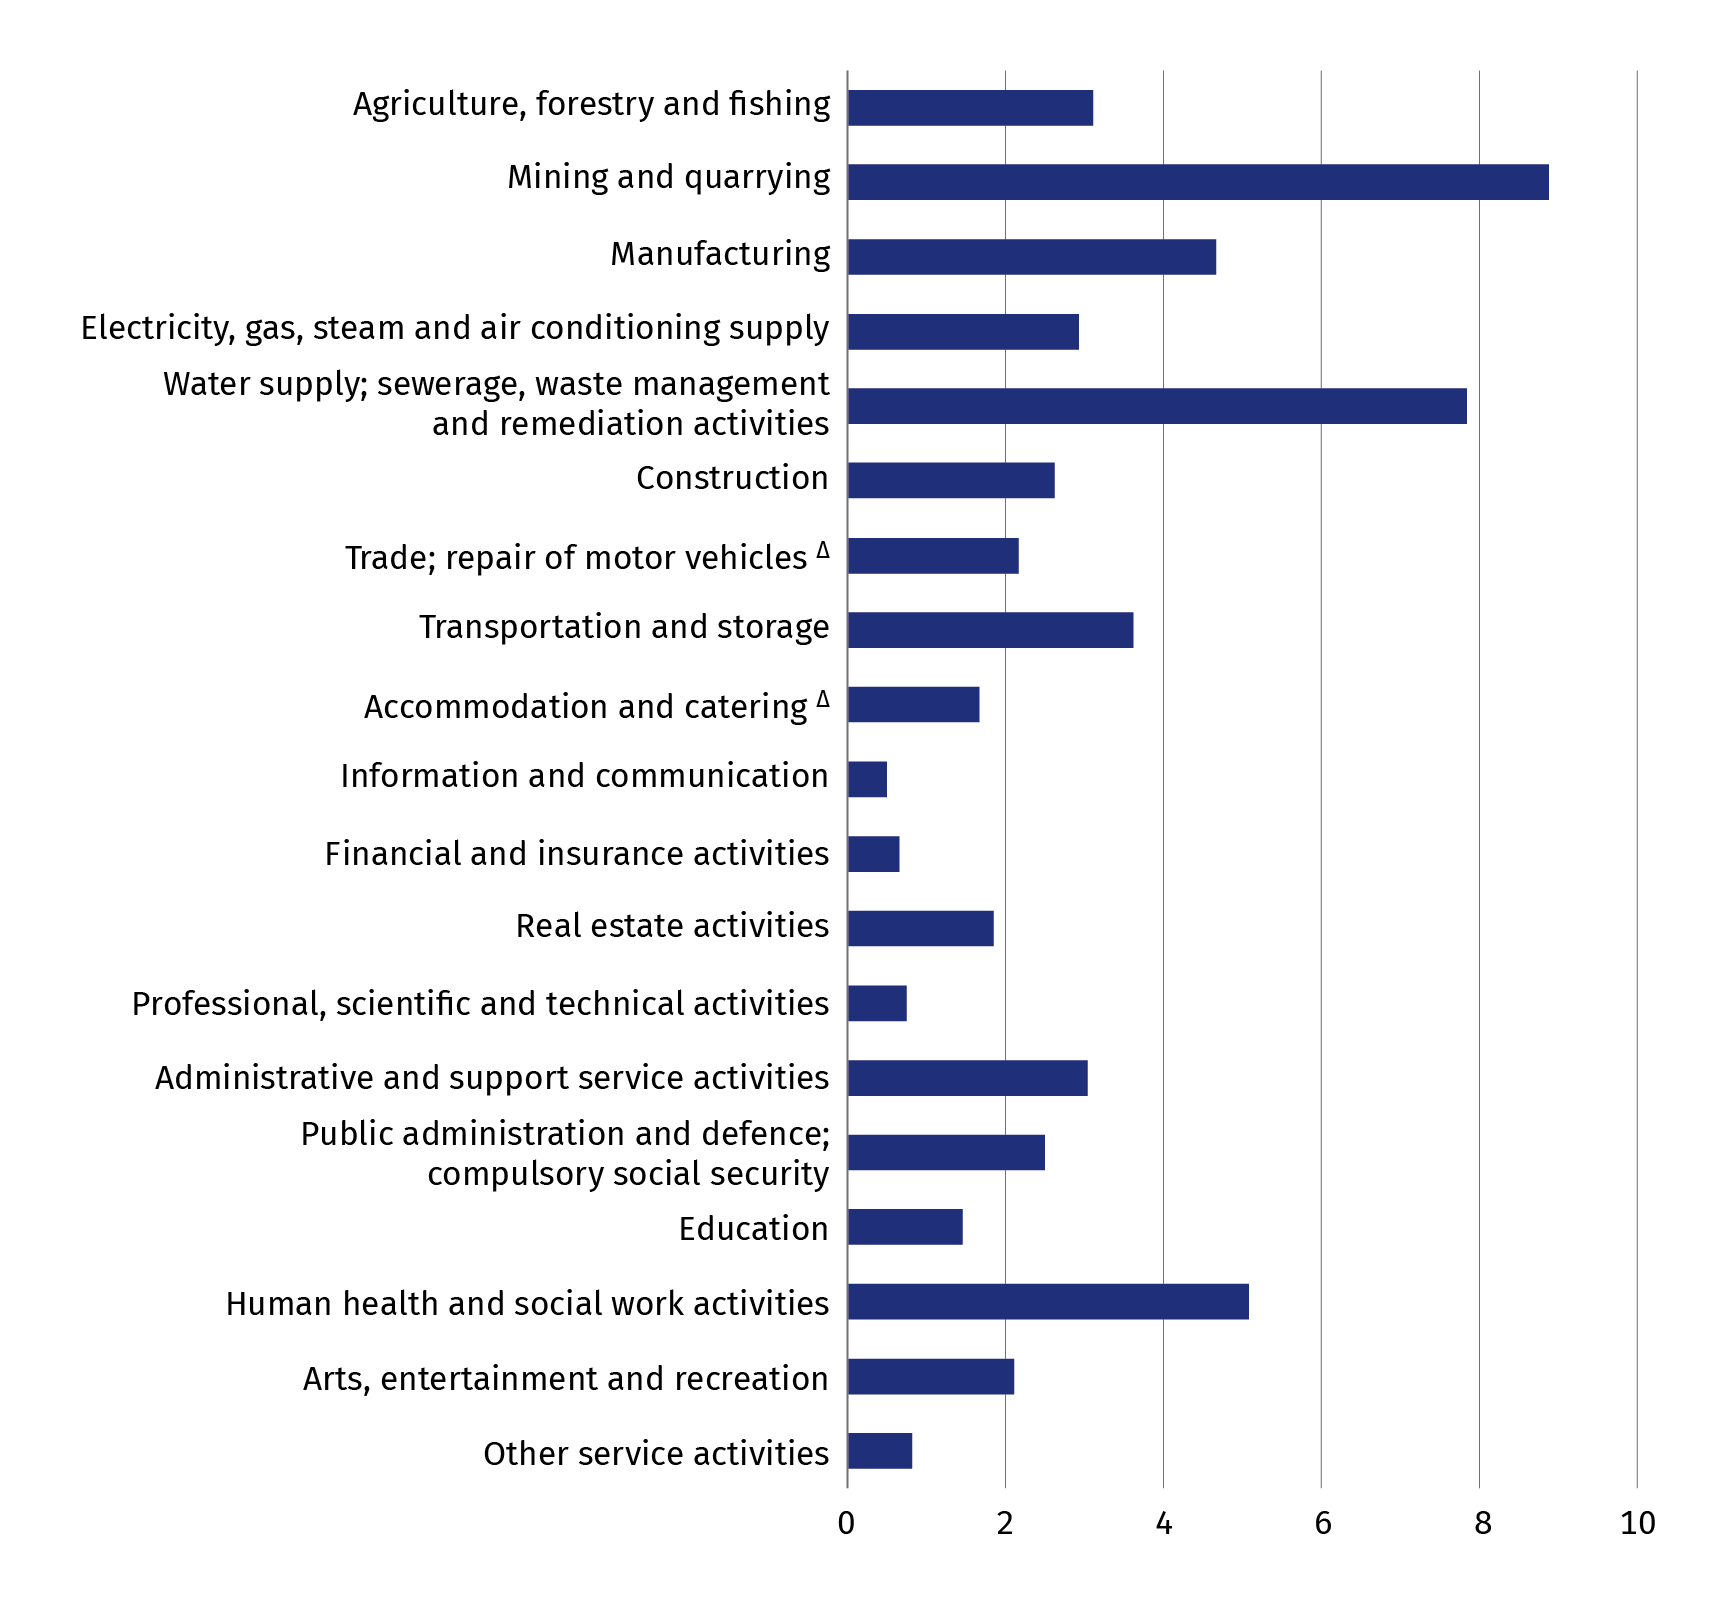 Agriculture, forestry and fishing
Mining and quarrying
Manufacturing
Electricity, gas, steam and air conditioning supply
Water supply; sewerage, waste management
and remediation activities
Construction
Trade; repair of motor vehicles Δ
Transportation and storage
Accommodation and catering Δ
Information and communication
Financial and insurance activities
Real estate activities
Professional, scientific and technical activities
Administrative and support service activities
Public administration and defence;
compulsory social security
Education
Human health and social work activities
Arts, entertainment and recreation
Other service activities
0 2 4 6 8 10